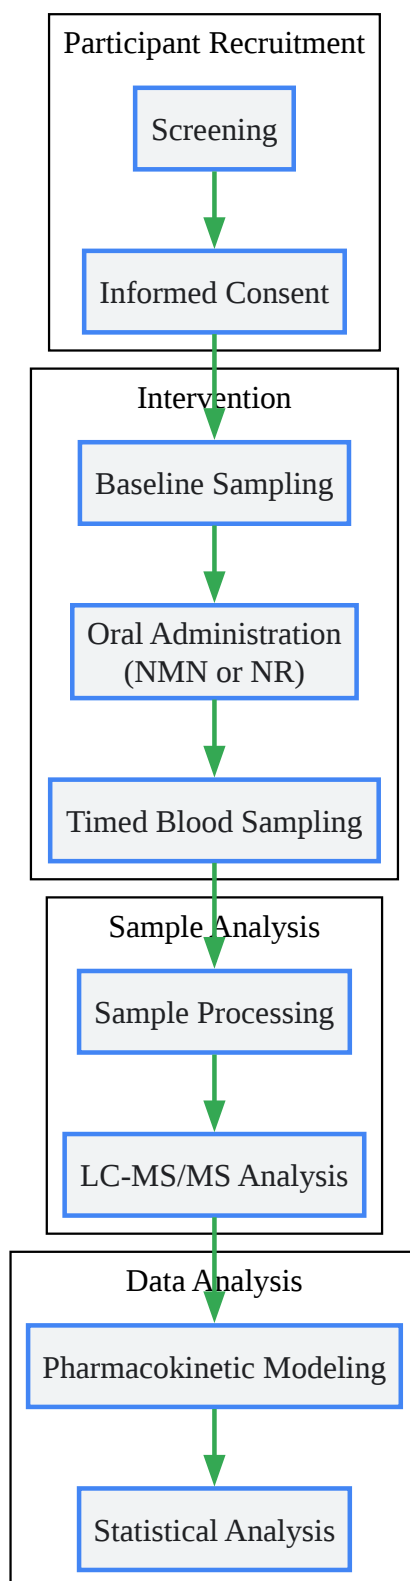 Participant Recruitment
Screening
Informed Consent
Intervention
Baseline Sampling
Oral Administration
(NMN or NR)
Timed Blood Sampling
Sample Analysis
Sample Processing
LC-MS/MS Analysis
Data Analysis
Pharmacokinetic Modeling
Statistical Analysis